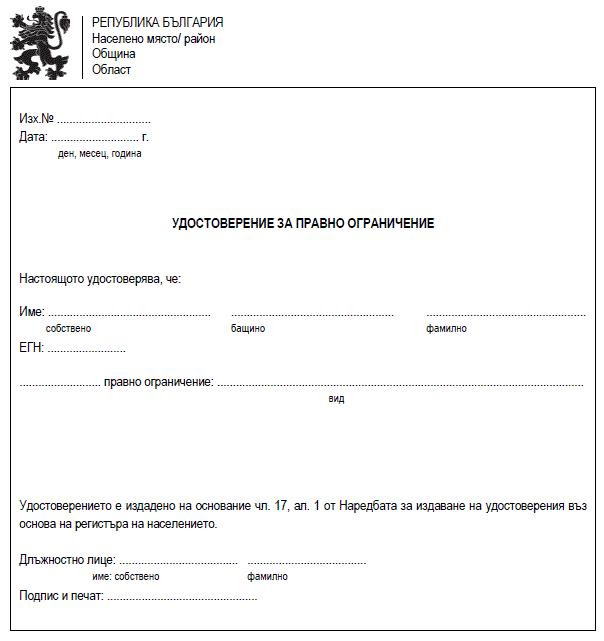 РЕПУБЛИКА БЪЛГАРИЯ
Населено място/ район
Община
Област
Изх.№ ..............................
Дата: ............................ г.
ден, месец, година
УДОСТОВЕРЕНИЕ ЗА ПРАВНО ОГРАНИЧЕНИЕ
Настоящото удостоверява, че:
Име: .................................................... .................................................... ...................................................
собствено бащино фамилно
ЕГН: .........................
.......................... правно ограничение: .....................................................................................................................
вид
Удостоверението е издадено на основание чл. 17, ал. 1 от Наредбата за издаване на удостоверения въз
основа на регистъра на населението.
Длъжностно лице: ...................................... ......................................
име: собствено фамилно
Подпис и печат: ................................................